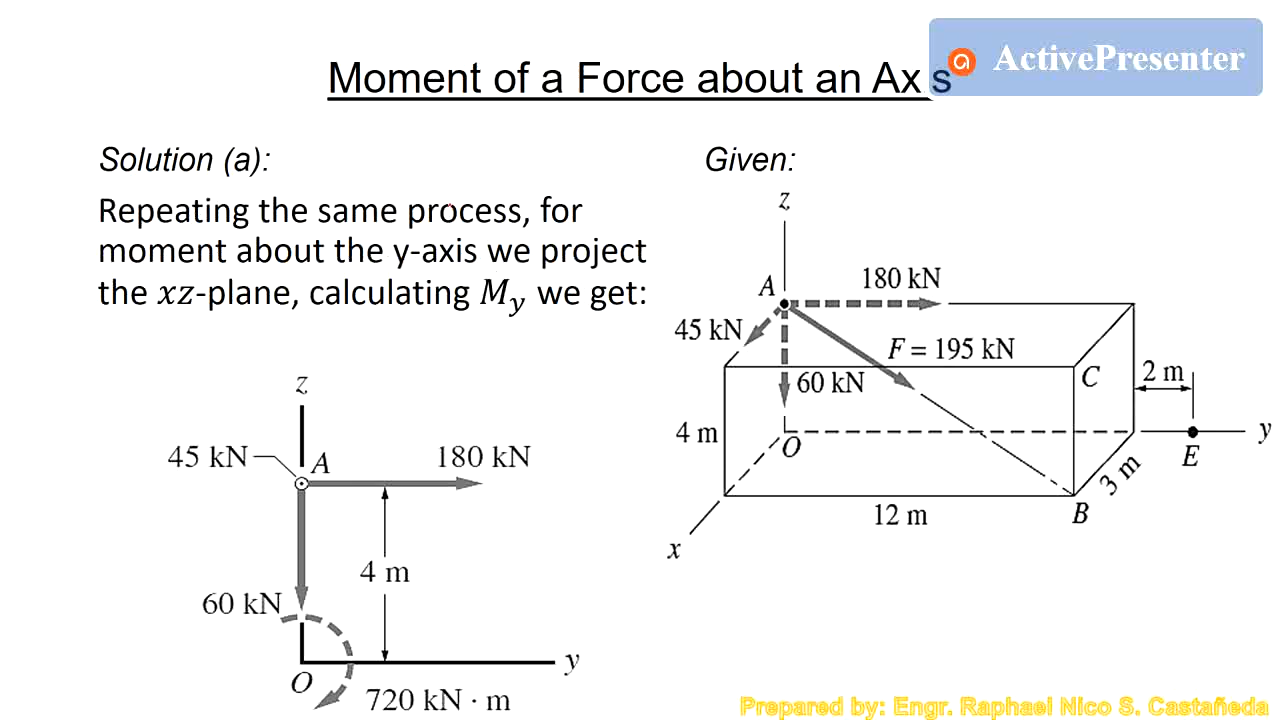 ActivePresenter
Moment of a Force about an Ax s
Solution (a):
Repeating the same process, for
moment about the y-axis we project
the xz-plane, calculating My we get:
z
45 kN
A
180 kN
4 m
60 kN
O
y
720 kN · m
Given:
z
A
180 kN
45 kN
F = 195 kN
60 kN
C
2 m
4 m
O
y
E
3 m
12 m
B
x
Prepared by: Engr. Raphael Nico S. Castañeda